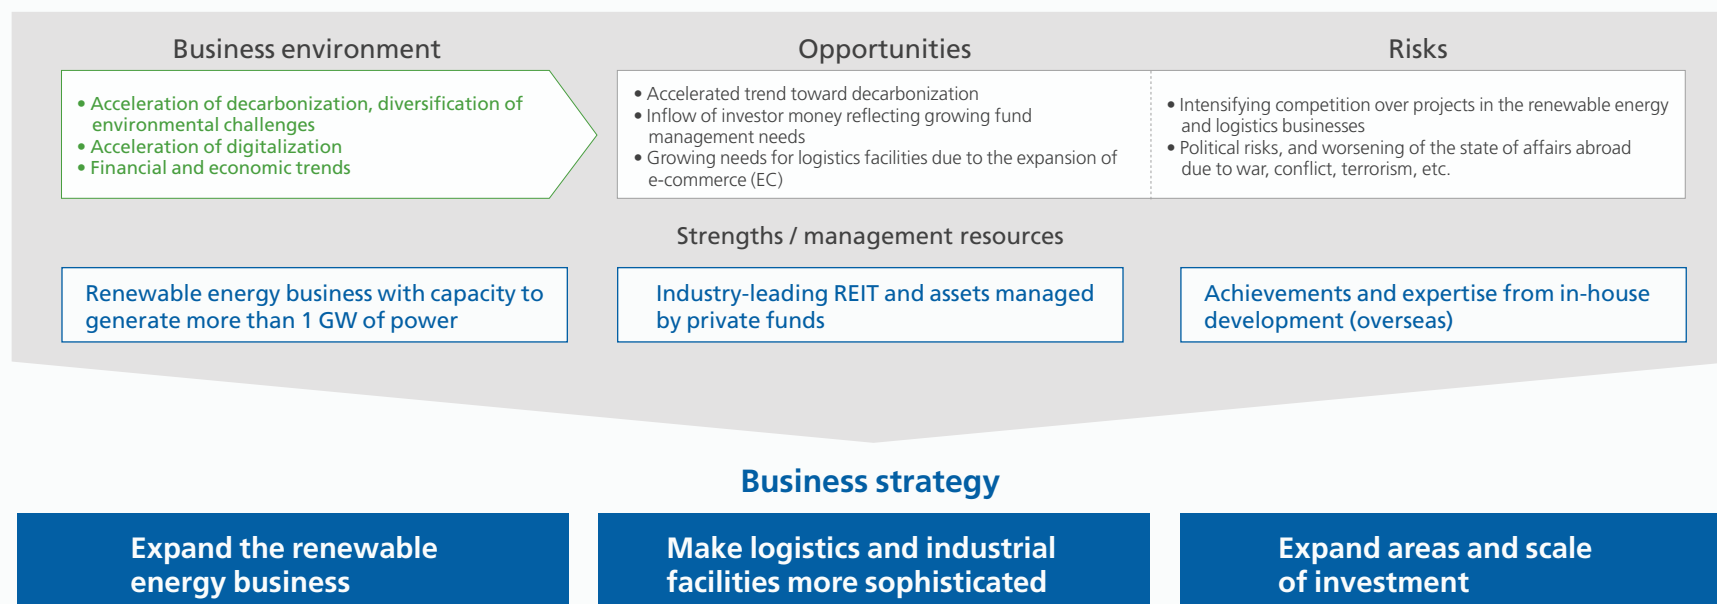 Business environment
• Acceleration of decarbonization, diversification of
environmental challenges
• Acceleration of digitalization
• Financial and economic trends
Opportunities
• Accelerated trend toward decarbonization
• Inflow of investor money reflecting growing fund
management needs
• Growing needs for logistics facilities due to the expansion of
e-commerce (EC)
Risks
• Intensifying competition over projects in the renewable energy
and logistics businesses
• Political risks, and worsening of the state of affairs abroad
due to war, conflict, terrorism, etc.
Strengths / management resources
Renewable energy business with capacity to
generate more than 1 GW of power
Industry-leading REIT and assets managed
by private funds
Achievements and expertise from in-house
development (overseas)
Business strategy
Expand the renewable
energy business
Make logistics and industrial
facilities more sophisticated
Expand areas and scale
of investment